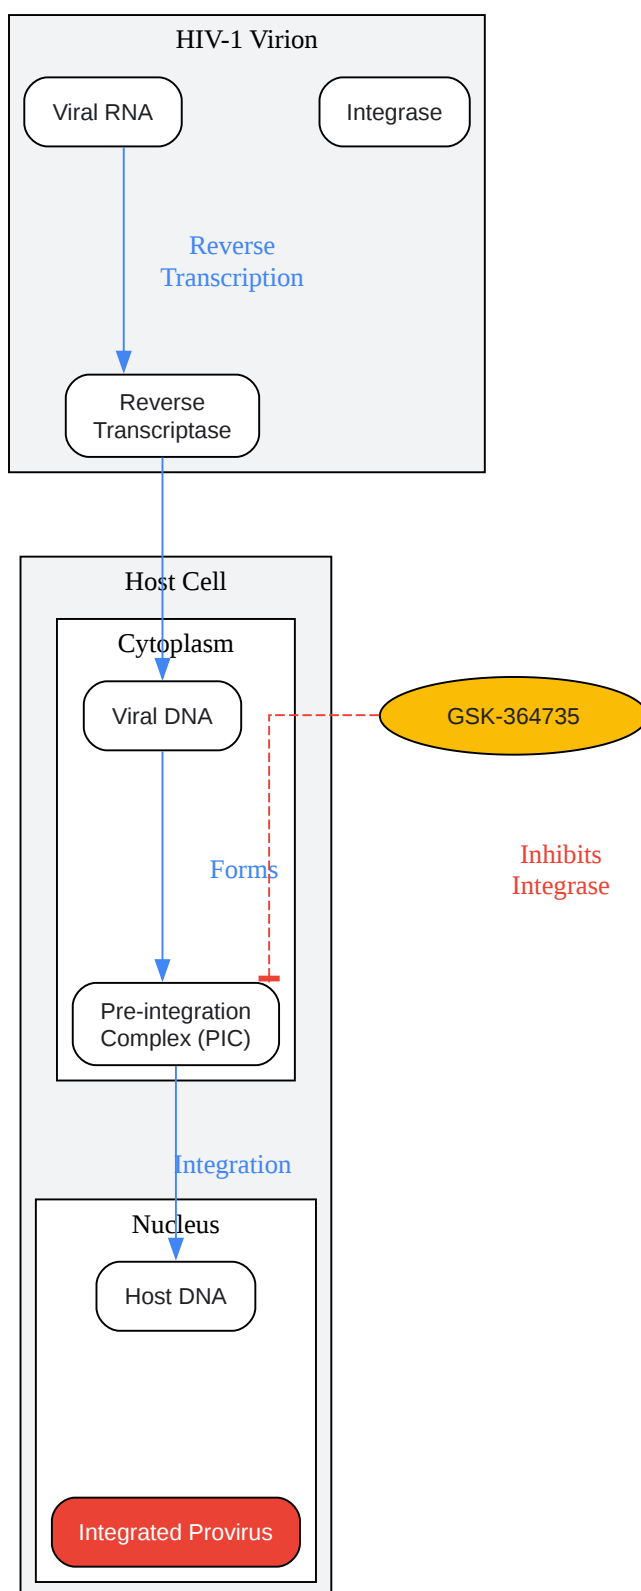 HIV-1 Virion
Viral RNA
Integrase
Reverse
Transcription
Reverse
Transcriptase
Host Cell
Cytoplasm
Viral DNA
GSK-364735
Forms
Inhibits
Integrase
Pre-integration
Complex (PIC)
Integration
Nucleus
Host DNA
Integrated Provirus